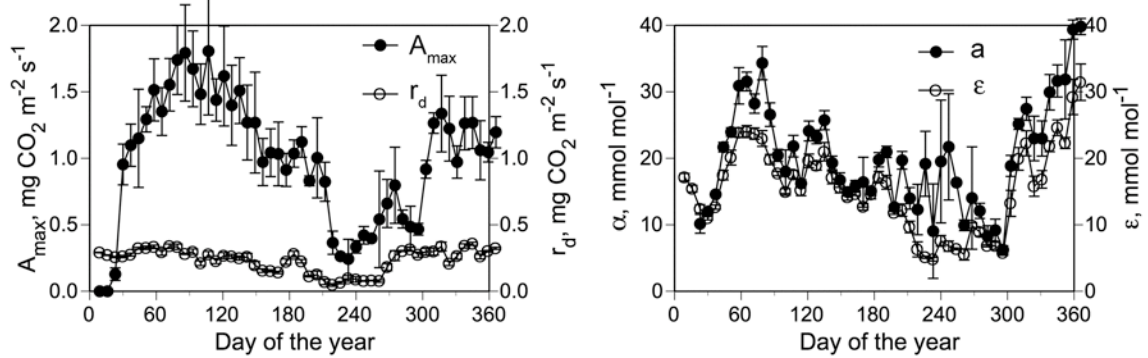 2.0
1.5
1.0
0.5
0.0
A_max, mg CO₂ m⁻² s⁻¹
A_max
r_d
2.0
1.5
1.0
0.5
0.0
r_d, mg CO₂ m⁻² s⁻¹
0 60 120 180 240 300 360
Day of the year
40
30
20
10
0
α, mmol mol⁻¹
a
ε
40
30
20
10
0
ε, mmol mol⁻¹
0 60 120 180 240 300 360
Day of the year